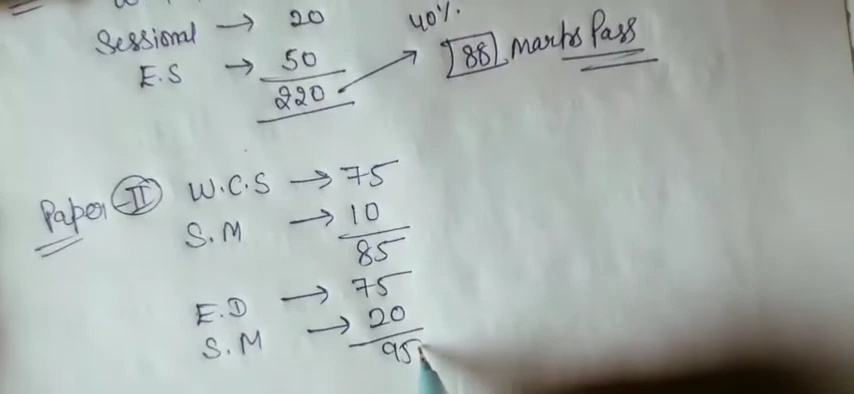 Sessional → 20
40%.
E.S → 50
88 marks Pass
220
Paper-II W.C.S → 75
S.M → 10
85
E.D → 75
S.M → 20
95